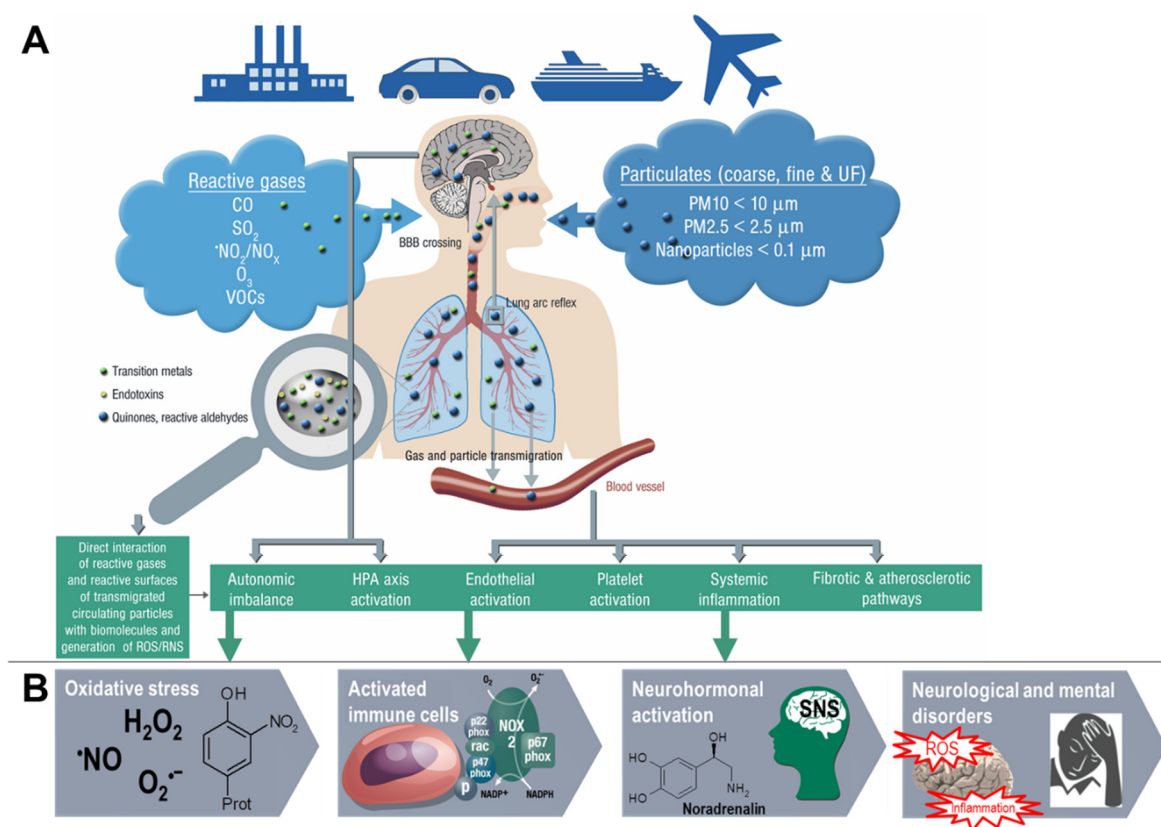 A
Reactive gases
CO
SO₂
•NO₂/NOₓ
O₃
VOCs
Particulates (coarse, fine & UF)
PM10 < 10 µm
PM2.5 < 2.5 µm
Nanoparticles < 0.1 µm
BBB crossing
Lung arc reflex
Transition metals
Endotoxins
Quinones, reactive aldehydes
Gas and particle transmigration
Blood vessel
Direct interaction
of reactive gases
and reactive surfaces
of transmigrated
circulating particles
with biomolecules and
generation of ROS/RNS
Autonomic
imbalance
HPA axis
activation
Endothelial
activation
Platelet
activation
Systemic
inflammation
Fibrotic & atherosclerotic
pathways
B
Oxidative stress
H₂O₂
•NO
O₂•−
OH
NO₂
Prot
Activated
immune cells
O₂
O₂•−
p22
phox
rac
p47
phox
P
NOX
2
p67
phox
NADP+
NADPH
Neurohormonal
activation
SNS
OH
HO
HO
NH₂
Noradrenalin
Neurological and mental
disorders
ROS
Inflammation